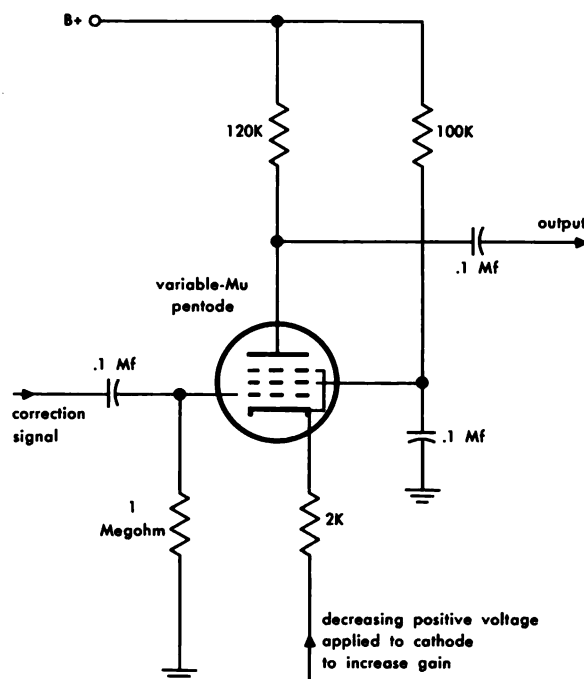 B+
120K
100K
output
.1 Mf
variable-Mu
pentode
.1 Mf
correction
signal
.1 Mf
1
Megohm
2K
decreasing positive voltage
applied to cathode
to increase gain